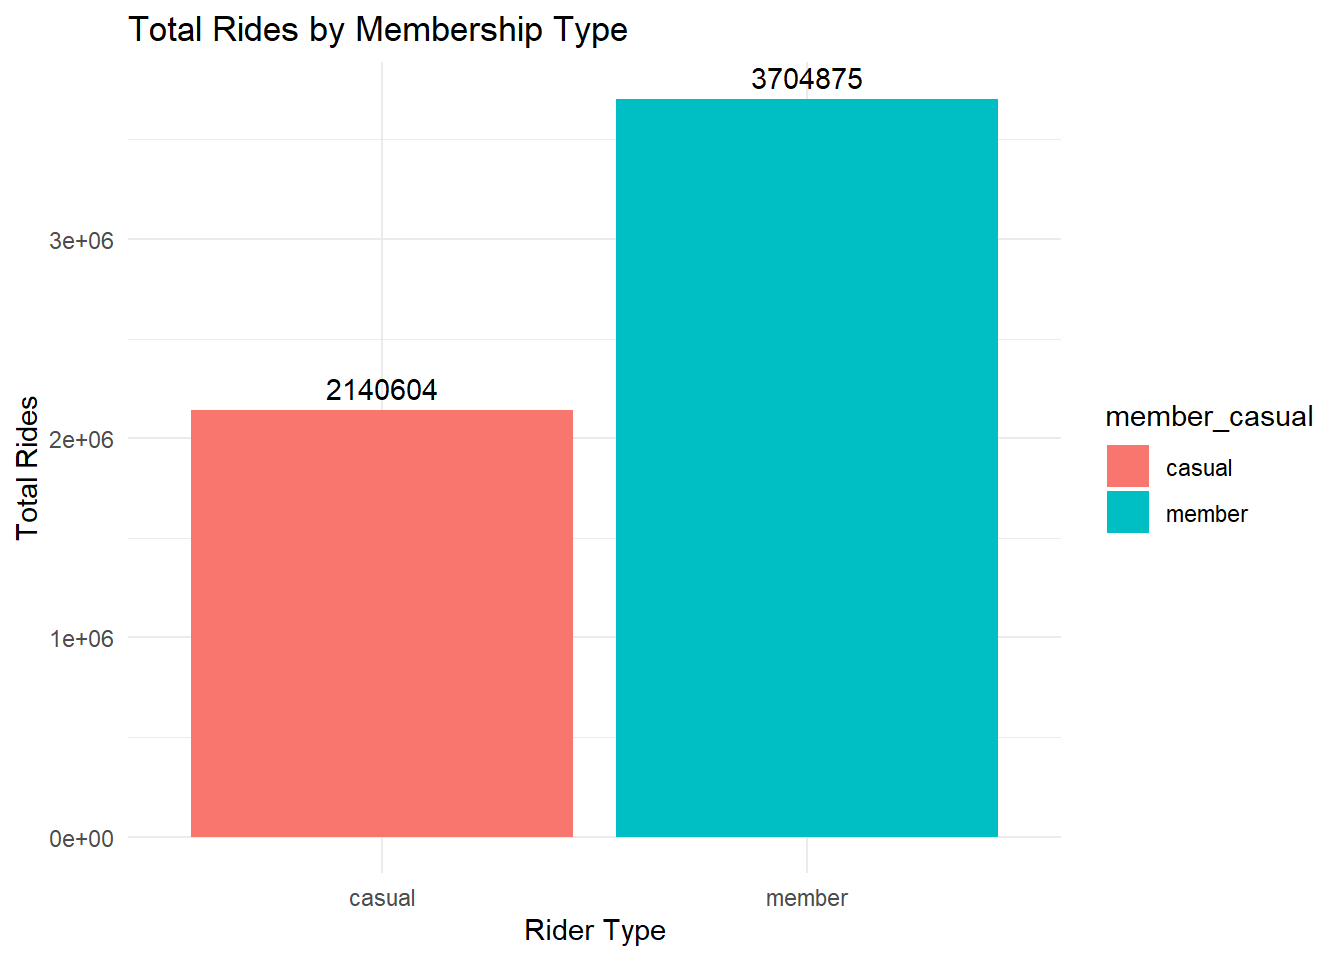 Total Rides by Membership Type
3704875
2140604
Total Rides
3e+06
2e+06
1e+06
0e+00
casual
member
Rider Type
member_casual
casual
member